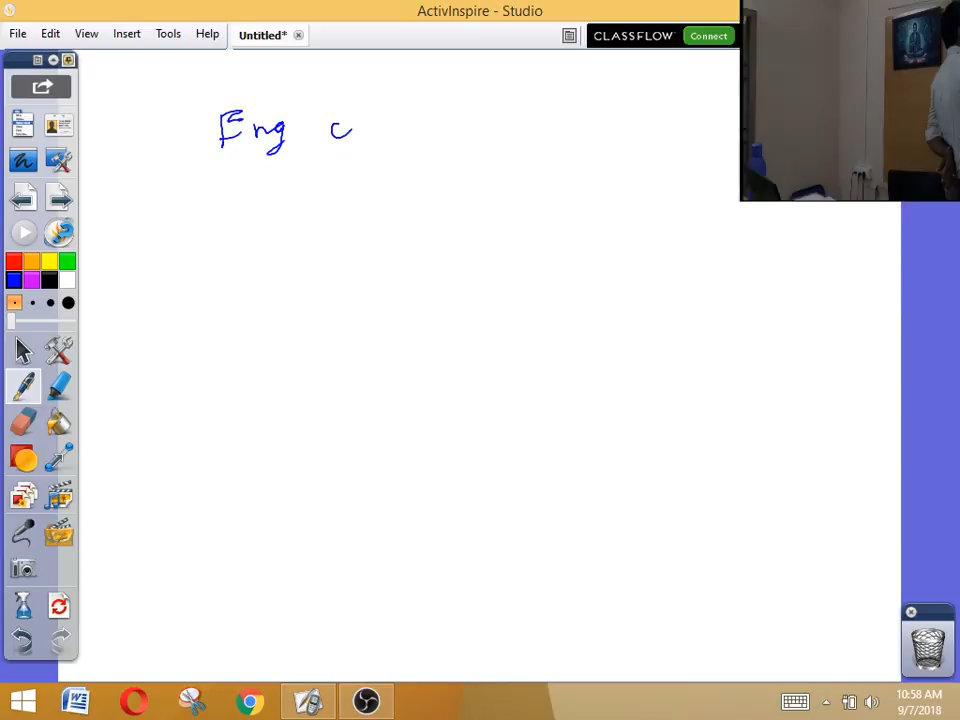 ActivInspire - Studio
File Edit View Insert Tools Help Untitled* CLASSFLOW Connect
Eng c
10:58 AM
9/7/2018